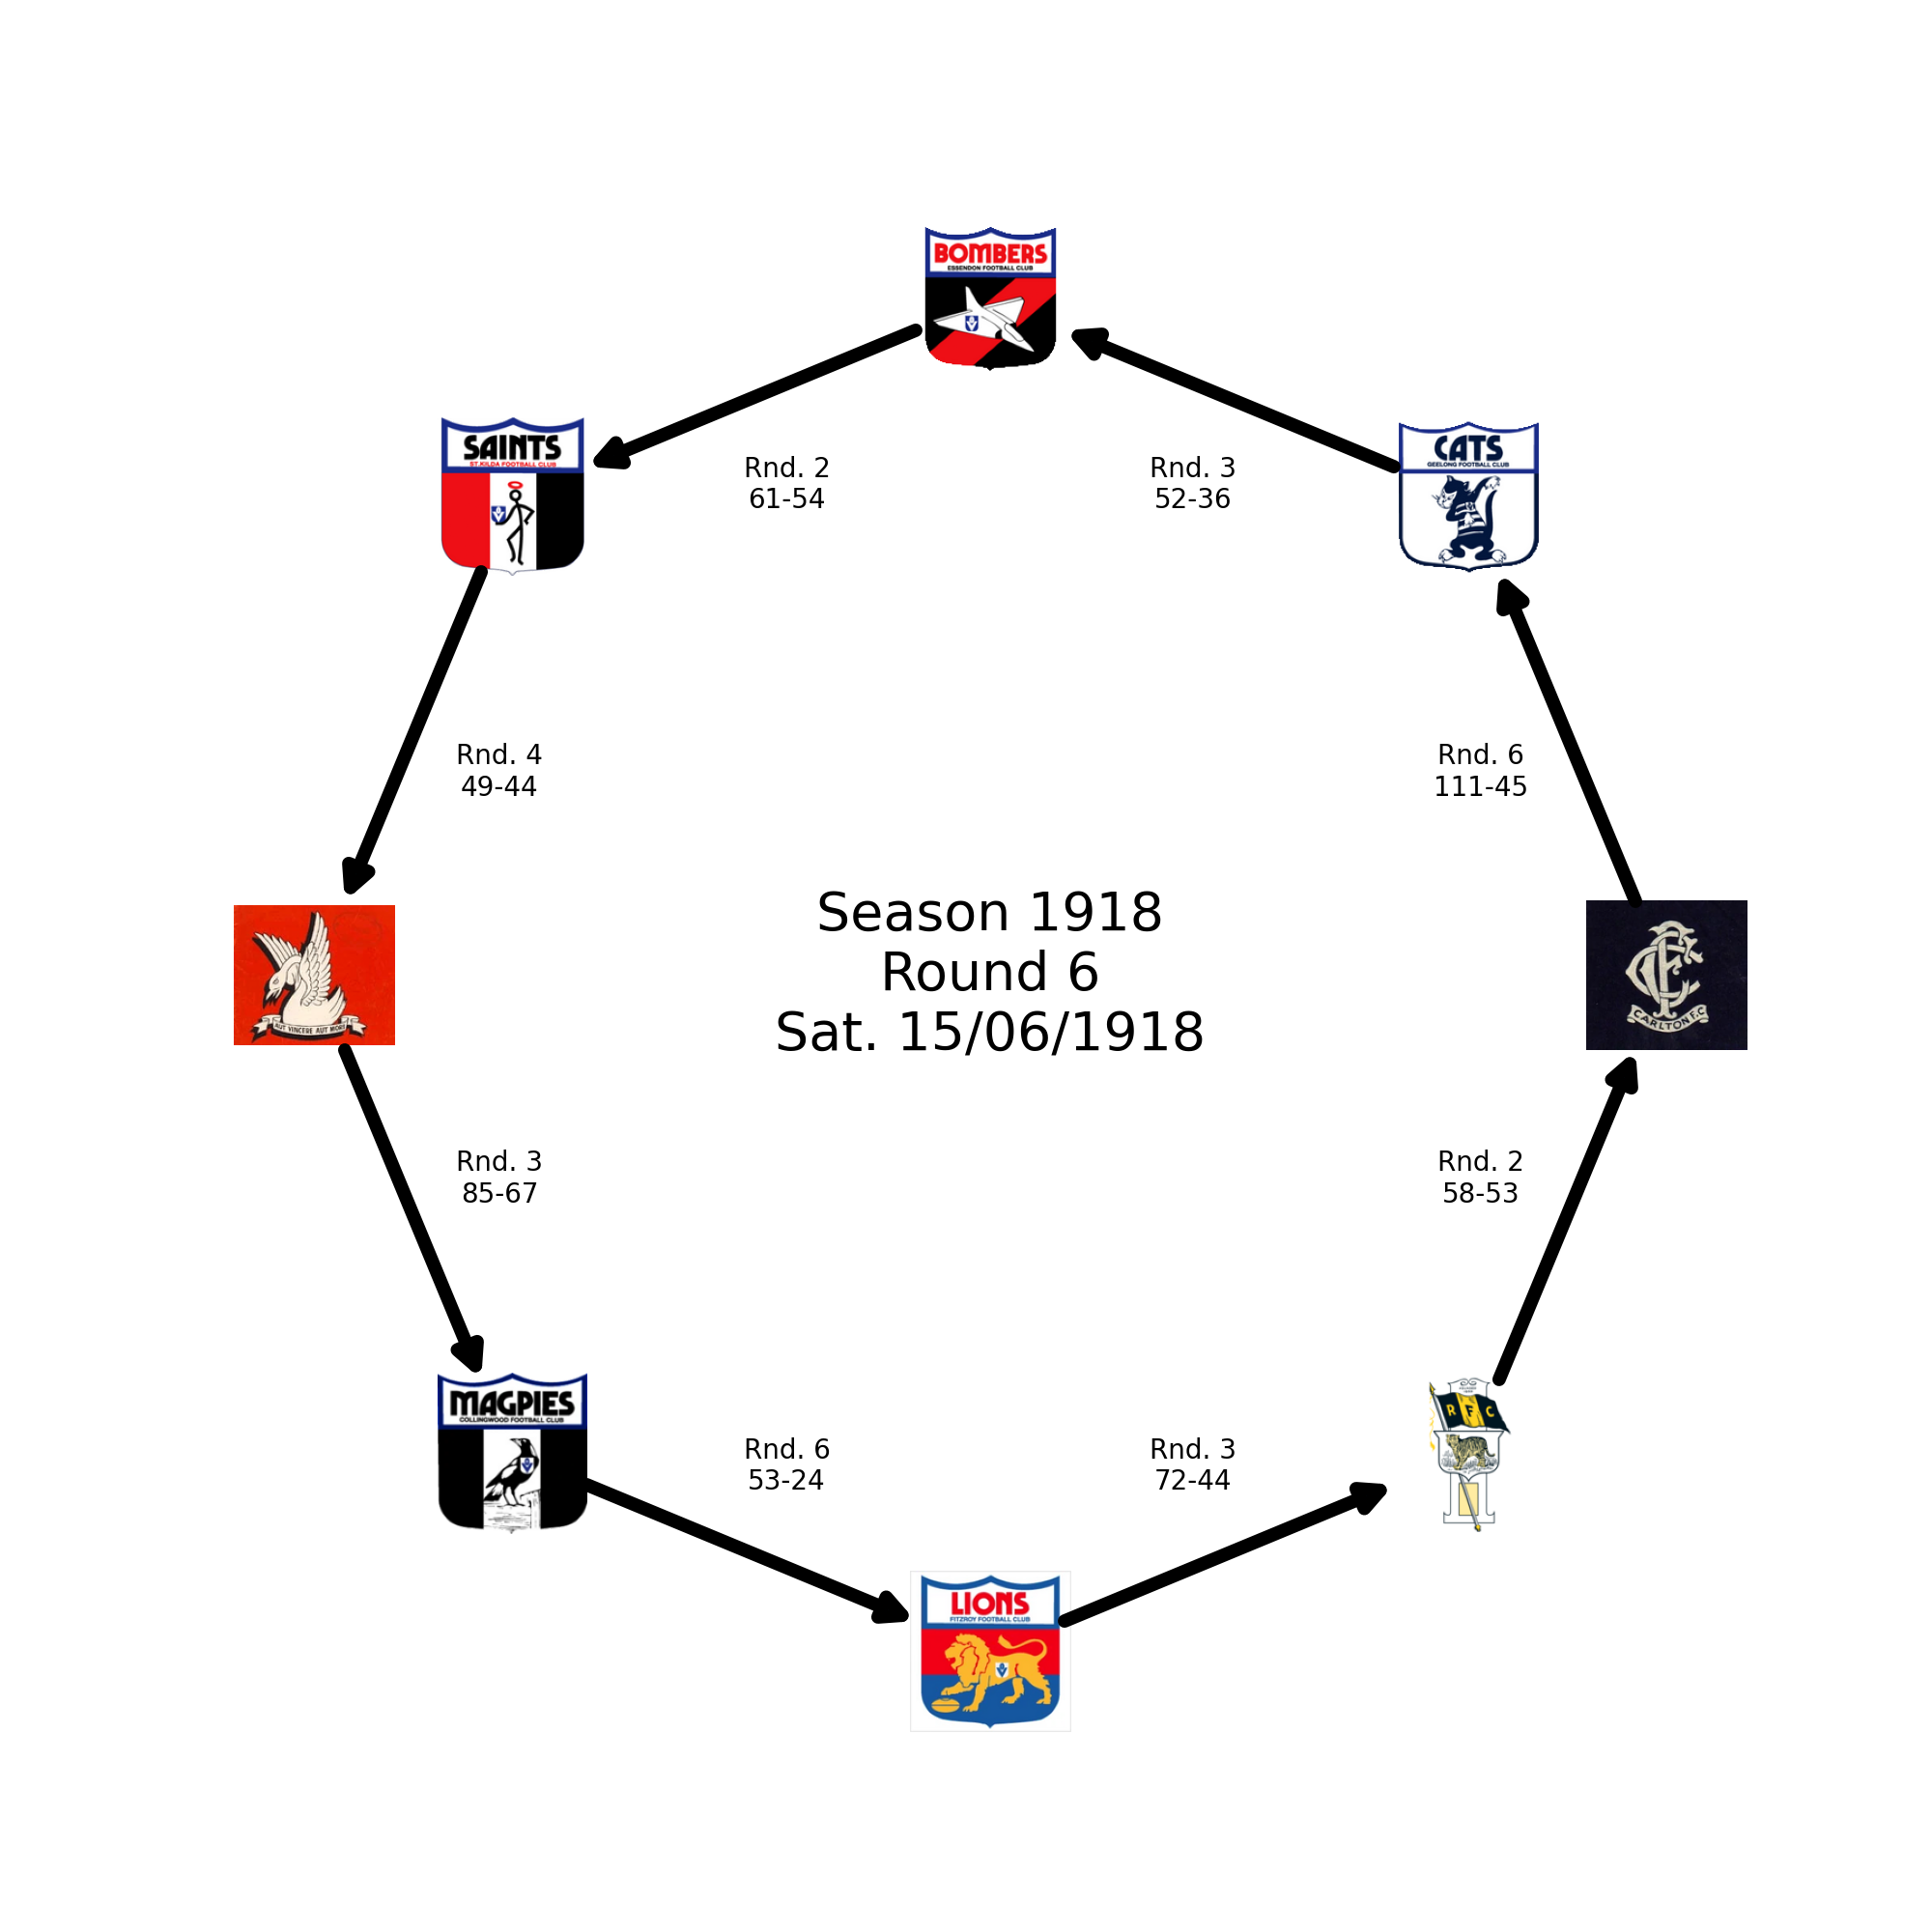 BOMBERS
ESSENDON FOOTBALL CLUB
SAINTS
ST.KILDA FOOTBALL CLUB
CATS
GEELONG FOOTBALL CLUB
Rnd. 2
61-54
Rnd. 3
52-36
Rnd. 4
49-44
Rnd. 6
111-45
Season 1918
Round 6
Sat. 15/06/1918
AUT VINCERE AUT MORI
CFC
CARLTON F.C
Rnd. 3
85-67
Rnd. 2
58-53
MAGPIES
COLLINGWOOD FOOTBALL CLUB
Rnd. 6
53-24
Rnd. 3
72-44
R F C
LIONS
FITZROY FOOTBALL CLUB